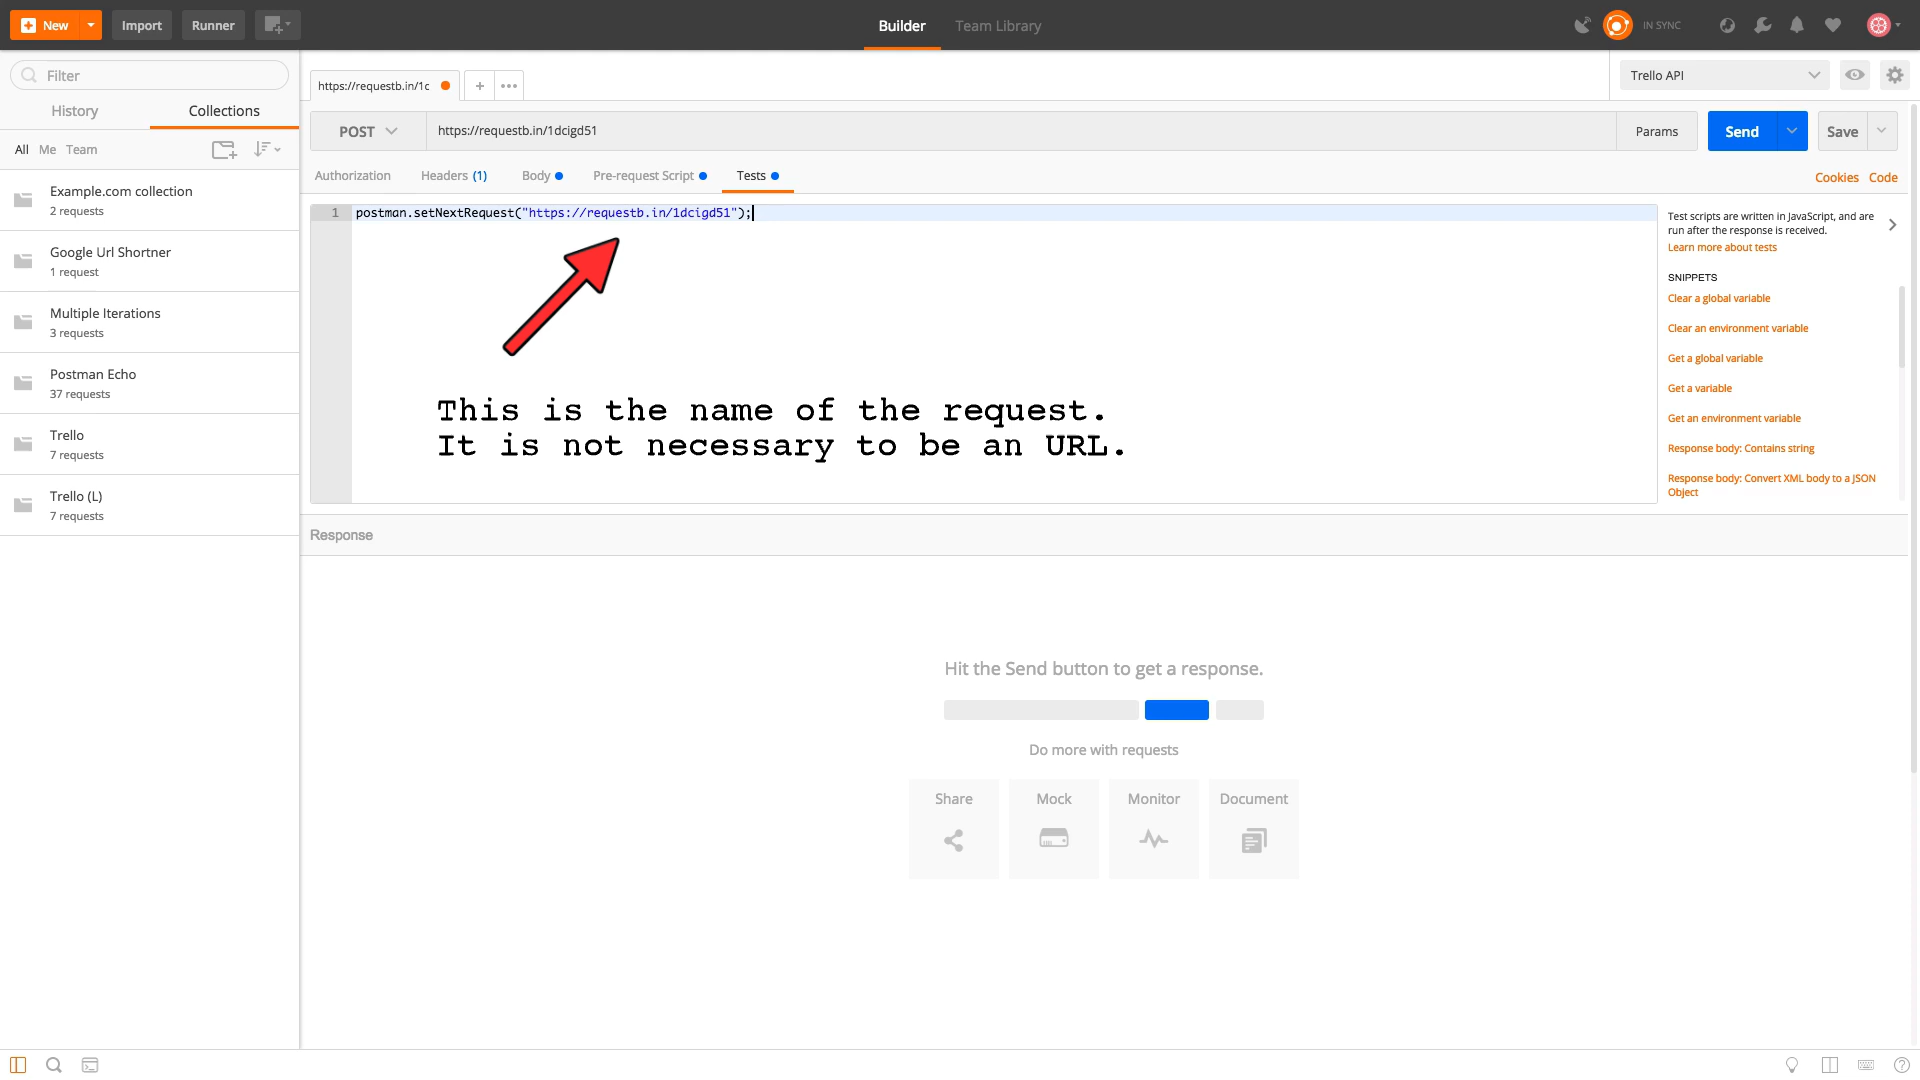 New
Import
Runner
Builder
Team Library
IN SYNC
Filter
History
Collections
All Me Team
Example.com collection
2 requests
Google Url Shortner
1 request
Multiple Iterations
3 requests
Postman Echo
37 requests
Trello
7 requests
Trello (L)
7 requests
https://requestb.in/1c
+
Trello API
POST
https://requestb.in/1dcigd51
Params
Send
Save
Authorization
Headers (1)
Body
Pre-request Script
Tests
Cookies
Code
1
postman.setNextRequest("https://requestb.in/1dcigd51");
This is the name of the request.
It is not necessary to be an URL.
Test scripts are written in JavaScript, and are
run after the response is received.
Learn more about tests
SNIPPETS
Clear a global variable
Clear an environment variable
Get a global variable
Get a variable
Get an environment variable
Response body: Contains string
Response body: Convert XML body to a JSON
Object
Response
Hit the Send button to get a response.
Do more with requests
Share
Mock
Monitor
Document